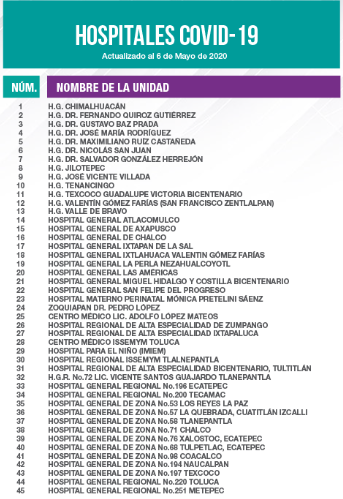 HOSPITALES COVID-19
Actualizado al 6 de Mayo de 2020
NÚM. NOMBRE DE LA UNIDAD
1 H.G. CHIMALHUACÁN
2 H.G. DR. FERNANDO QUIROZ GUTIÉRREZ
3 H.G. DR. GUSTAVO BAZ PRADA
4 H.G. DR. JOSÉ MARÍA RODRÍGUEZ
5 H.G. DR. MAXIMILIANO RUÍZ CASTAÑEDA
6 H.G. DR. NICOLÁS SAN JUAN
7 H.G. DR. SALVADOR GONZÁLEZ HERREJÓN
8 H.G. JILOTEPEC
9 H.G. JOSÉ VICENTE VILLADA
10 H.G. TENANCINGO
11 H.G. TEXCOCO GUADALUPE VICTORIA BICENTENARIO
12 H.G. VALENTÍN GÓMEZ FARÍAS (SAN FRANCISCO ZENTLALPAN)
13 H.G. VALLE DE BRAVO
14 HOSPITAL GENERAL ATLACOMULCO
15 HOSPITAL GENERAL DE AXAPUSCO
16 HOSPITAL GENERAL DE CHALCO
17 HOSPITAL GENERAL IXTAPAN DE LA SAL
18 HOSPITAL GENERAL IXTLAHUACA VALENTIN GÓMEZ FARÍAS
19 HOSPITAL GENERAL LA PERLA NEZAHUALCOYOTL
20 HOSPITAL GENERAL LAS AMÉRICAS
21 HOSPITAL GENERAL MIGUEL HIDALGO Y COSTILLA BICENTENARIO
22 HOSPITAL GENERAL SAN FELIPE DEL PROGRESO
23 HOSPITAL MATERNO PERINATAL MÓNICA PRETELINI SÁENZ
24 ZOQUIAPAN DR. PEDRO LÓPEZ
25 CENTRO MÉDICO LIC. ADOLFO LÓPEZ MATEOS
26 HOSPITAL REGIONAL DE ALTA ESPECIALIDAD DE ZUMPANGO
27 HOSPITAL REGIONAL DE ALTA ESPECIALIDAD IXTAPALUCA
28 CENTRO MÉDICO ISSEMYM TOLUCA
29 HOSPITAL PARA EL NIÑO (IMIEM)
30 HOSPITAL REGIONAL ISSEMYM TLALNEPANTLA
31 HOSPITAL REGIONAL DE ALTA ESPECIALIDAD BICENTENARIO, TULTITLÁN
32 H.G.R. No.72 LIC. VICENTE SANTOS GUAJARDO TLANEPANTLA
33 HOSPITAL GENERAL REGIONAL No.196 ECATEPEC
34 HOSPITAL GENERAL REGIONAL No.200 TECAMAC
35 HOSPITAL GENERAL DE ZONA No.53 LOS REYES LA PAZ
36 HOSPITAL GENERAL DE ZONA No.57 LA QUEBRADA, CUATITLÁN IZCALLI
37 HOSPITAL GENERAL DE ZONA No.58 TLANEPANTLA
38 HOSPITAL GENERAL DE ZONA No.71 CHALCO
39 HOSPITAL GENERAL DE ZONA No.76 XALOSTOC, ECATEPEC
40 HOSPITAL GENERAL DE ZONA No.68 TULPETLAC, ECATEPEC
41 HOSPITAL GENERAL DE ZONA No.98 COACALCO
42 HOSPITAL GENERAL DE ZONA No.194 NAUCALPAN
43 HOSPITAL GENERAL DE ZONA No.197 TEXCOCO
44 HOSPITAL GENERAL REGIONAL No.220 TOLUCA
45 HOSPITAL GENERAL REGIONAL No.251 METEPEC